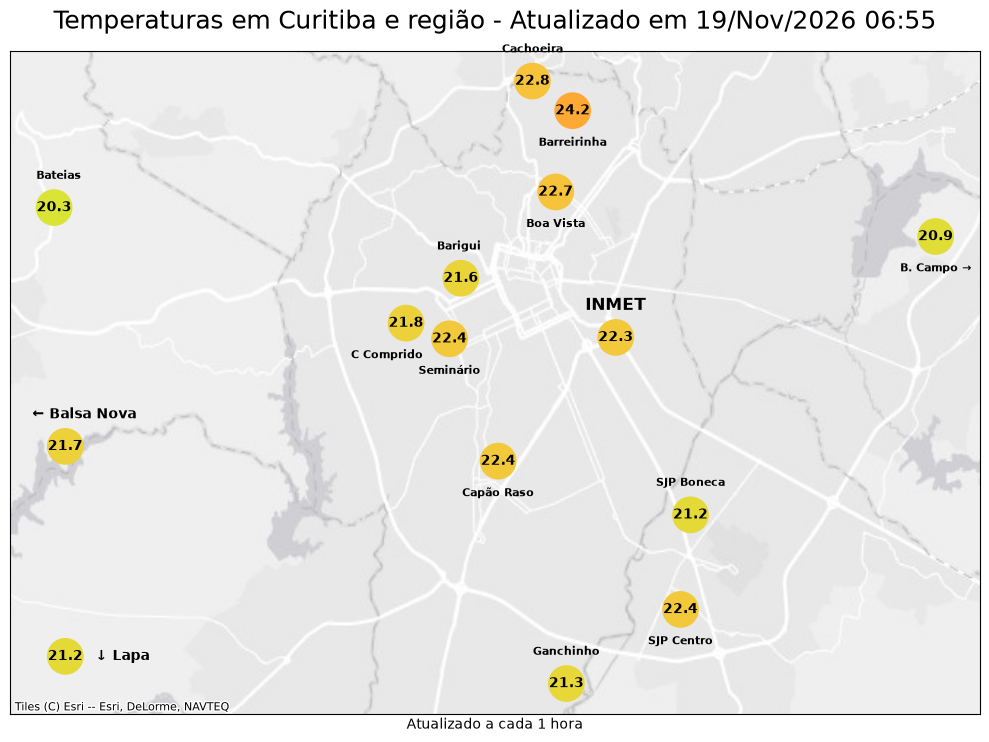 Temperaturas em Curitiba e região - Atualizado em 19/Nov/2026 06:55
Cachoeira
22.8
24.2
Barreirinha
Bateias
20.3
22.7
Boa Vista
20.9
B. Campo →
Barigui
21.6
INMET
22.3
21.8
C Comprido
22.4
Seminário
← Balsa Nova
21.7
22.4
Capão Raso
SJP Boneca
21.2
22.4
SJP Centro
21.2
↓ Lapa
Ganchinho
21.3
Tiles (C) Esri -- Esri, DeLorme, NAVTEQ
Atualizado a cada 1 hora